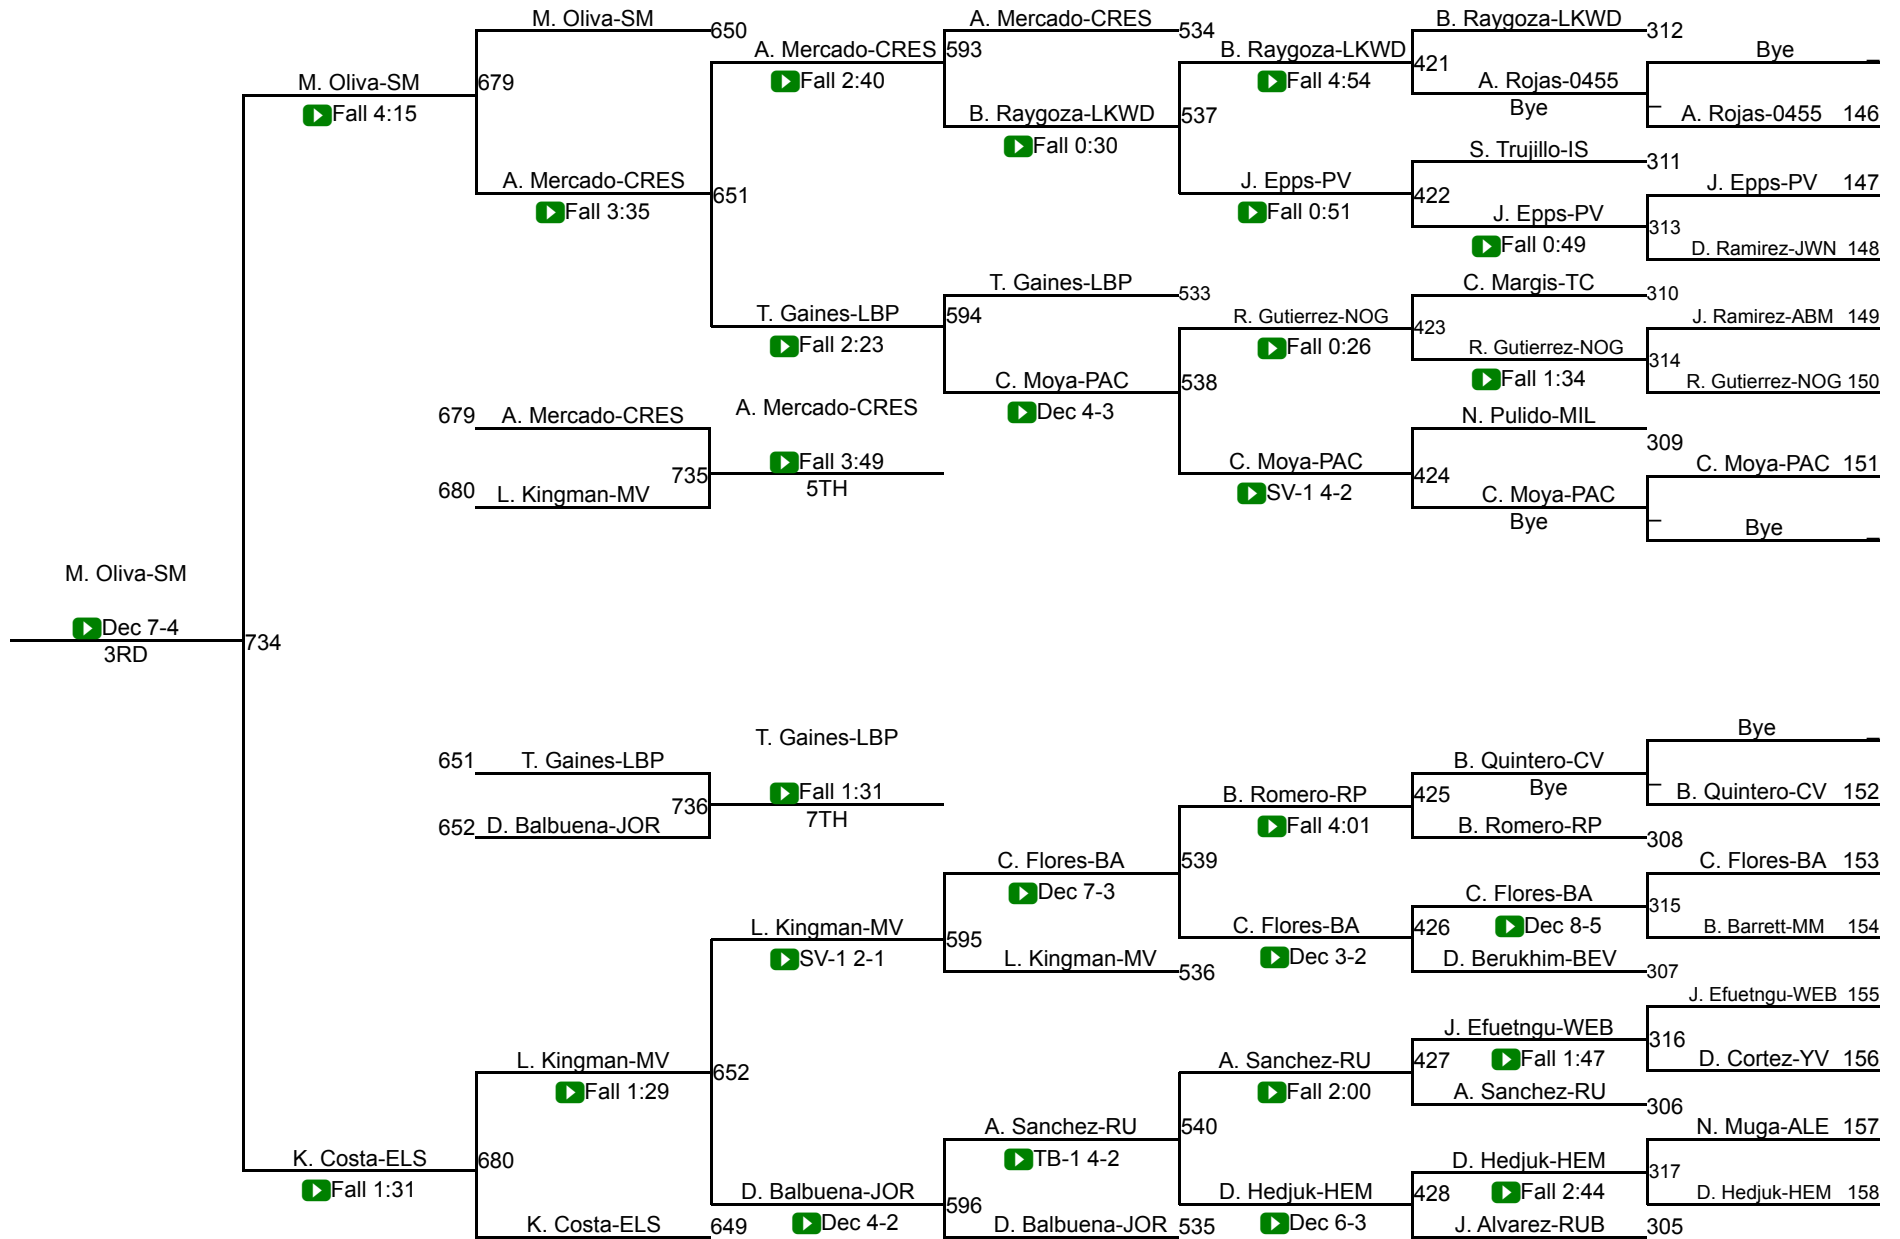 M. Oliva-SM
650
A. Mercado-CRES
534
B. Raygoza-LKWD
312
A. Mercado-CRES
593
B. Raygoza-LKWD
Bye
M. Oliva-SM
679
Fall 2:40
Fall 4:54
421
A. Rojas-0455
Bye
Fall 4:15
B. Raygoza-LKWD
537
A. Rojas-0455 146
Fall 0:30
S. Trujillo-IS
311
A. Mercado-CRES
651
J. Epps-PV
422
J. Epps-PV 147
Fall 3:35
Fall 0:51
J. Epps-PV
313
Fall 0:49
D. Ramirez-JWN 148
T. Gaines-LBP
533
C. Margis-TC
310
T. Gaines-LBP
594
R. Gutierrez-NOG
423
J. Ramirez-ABM 149
Fall 2:23
Fall 0:26
R. Gutierrez-NOG
314
C. Moya-PAC
538
Fall 1:34
R. Gutierrez-NOG 150
679 A. Mercado-CRES
A. Mercado-CRES
Dec 4-3
N. Pulido-MIL
309
735
Fall 3:49
C. Moya-PAC
424
C. Moya-PAC 151
680 L. Kingman-MV
5TH
SV-1 4-2
C. Moya-PAC
Bye
Bye
M. Oliva-SM
Dec 7-4
734
3RD
T. Gaines-LBP
Bye
651 T. Gaines-LBP
B. Quintero-CV
Bye
736
Fall 1:31
B. Romero-RP
425
B. Quintero-CV 152
652 D. Balbuena-JOR
7TH
Fall 4:01
B. Romero-RP
308
C. Flores-BA
539
C. Flores-BA 153
Dec 7-3
C. Flores-BA
315
L. Kingman-MV
595
C. Flores-BA
426
Dec 8-5
B. Barrett-MM 154
SV-1 2-1
L. Kingman-MV
536
Dec 3-2
D. Berukhim-BEV
307
J. Efuetngu-WEB 155
L. Kingman-MV
652
A. Sanchez-RU
427
J. Efuetngu-WEB
316
Fall 1:29
Fall 2:00
Fall 1:47
D. Cortez-YV 156
A. Sanchez-RU
306
A. Sanchez-RU
540
N. Muga-ALE 157
K. Costa-ELS
680
TB-1 4-2
D. Hedjuk-HEM
317
Fall 1:31
D. Balbuena-JOR
596
D. Hedjuk-HEM
428
Fall 2:44
D. Hedjuk-HEM 158
K. Costa-ELS
649
Dec 4-2
D. Balbuena-JOR
535
Dec 6-3
J. Alvarez-RUB
305